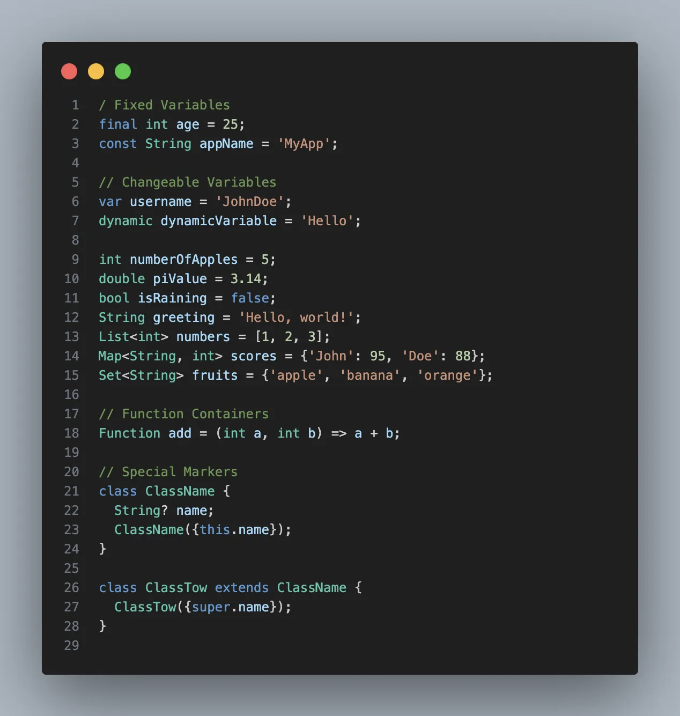 1 / Fixed Variables
2 final int age = 25;
3 const String appName = 'MyApp';
4
5 // Changeable Variables
6 var username = 'JohnDoe';
7 dynamic dynamicVariable = 'Hello';
8
9 int numberOfApples = 5;
10 double piValue = 3.14;
11 bool isRaining = false;
12 String greeting = 'Hello, world!';
13 List<int> numbers = [1, 2, 3];
14 Map<String, int> scores = {'John': 95, 'Doe': 88};
15 Set<String> fruits = {'apple', 'banana', 'orange'};
16
17 // Function Containers
18 Function add = (int a, int b) => a + b;
19
20 // Special Markers
21 class ClassName {
22   String? name;
23   ClassName({this.name});
24 }
25
26 class ClassTow extends ClassName {
27   ClassTow({super.name});
28 }
29